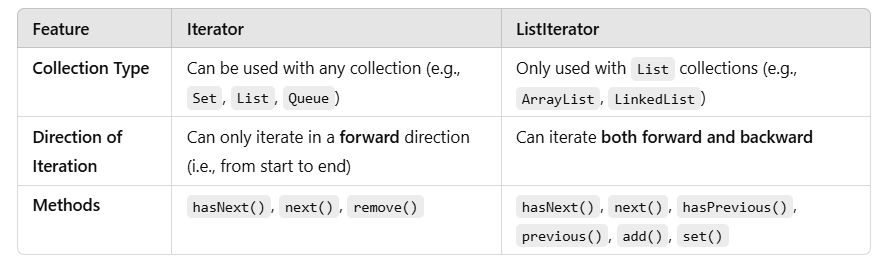 Feature Iterator ListIterator
Collection Type Can be used with any collection (e.g., Only used with List collections (e.g.,
Set, List, Queue) ArrayList, LinkedList)
Direction of Can only iterate in a forward direction Can iterate both forward and backward
Iteration (i.e., from start to end)
Methods hasNext(), next(), remove() hasNext(), next(), hasPrevious(),
previous(), add(), set()